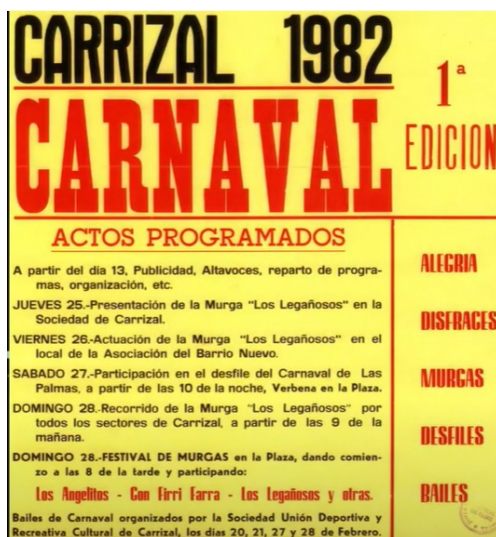 CARRIZAL 1982
CARNAVAL
1ª
EDICION
ACTOS PROGRAMADOS
A partir del día 13, Publicidad, Altavoces, reparto de progra-
mas, organización, etc.
JUEVES 25.-Presentación de la Murga "Los Legañosos" en la
Sociedad de Carrizal.
VIERNES 26.-Actuación de la Murga "Los Legañosos" en el
local de la Asociación del Barrio Nuevo.
SABADO 27.-Participación en el desfile del Carnaval de Las
Palmas, a partir de las 10 de la noche, Verbena en la Plaza.
DOMINGO 28.-Recorrido de la Murga "Los Legañosos" por
todos los sectores de Carrizal, a partir de las 9 de la
mañana.
DOMINGO 28.-FESTIVAL DE MURGAS en la Plaza, dando comien-
zo a las 8 de la tarde y participando:
Los Angelitos - Con Firri Farra - Los Legañosos y otras.
Bailes de Carnaval organizados por la Sociedad Unión Deportiva y
Recreativa Cultural de Carrizal, los días 20, 21, 27 y 28 de Febrero.
ALEGRIA
DISFRACES
MURGAS
DESFILES
BAILES